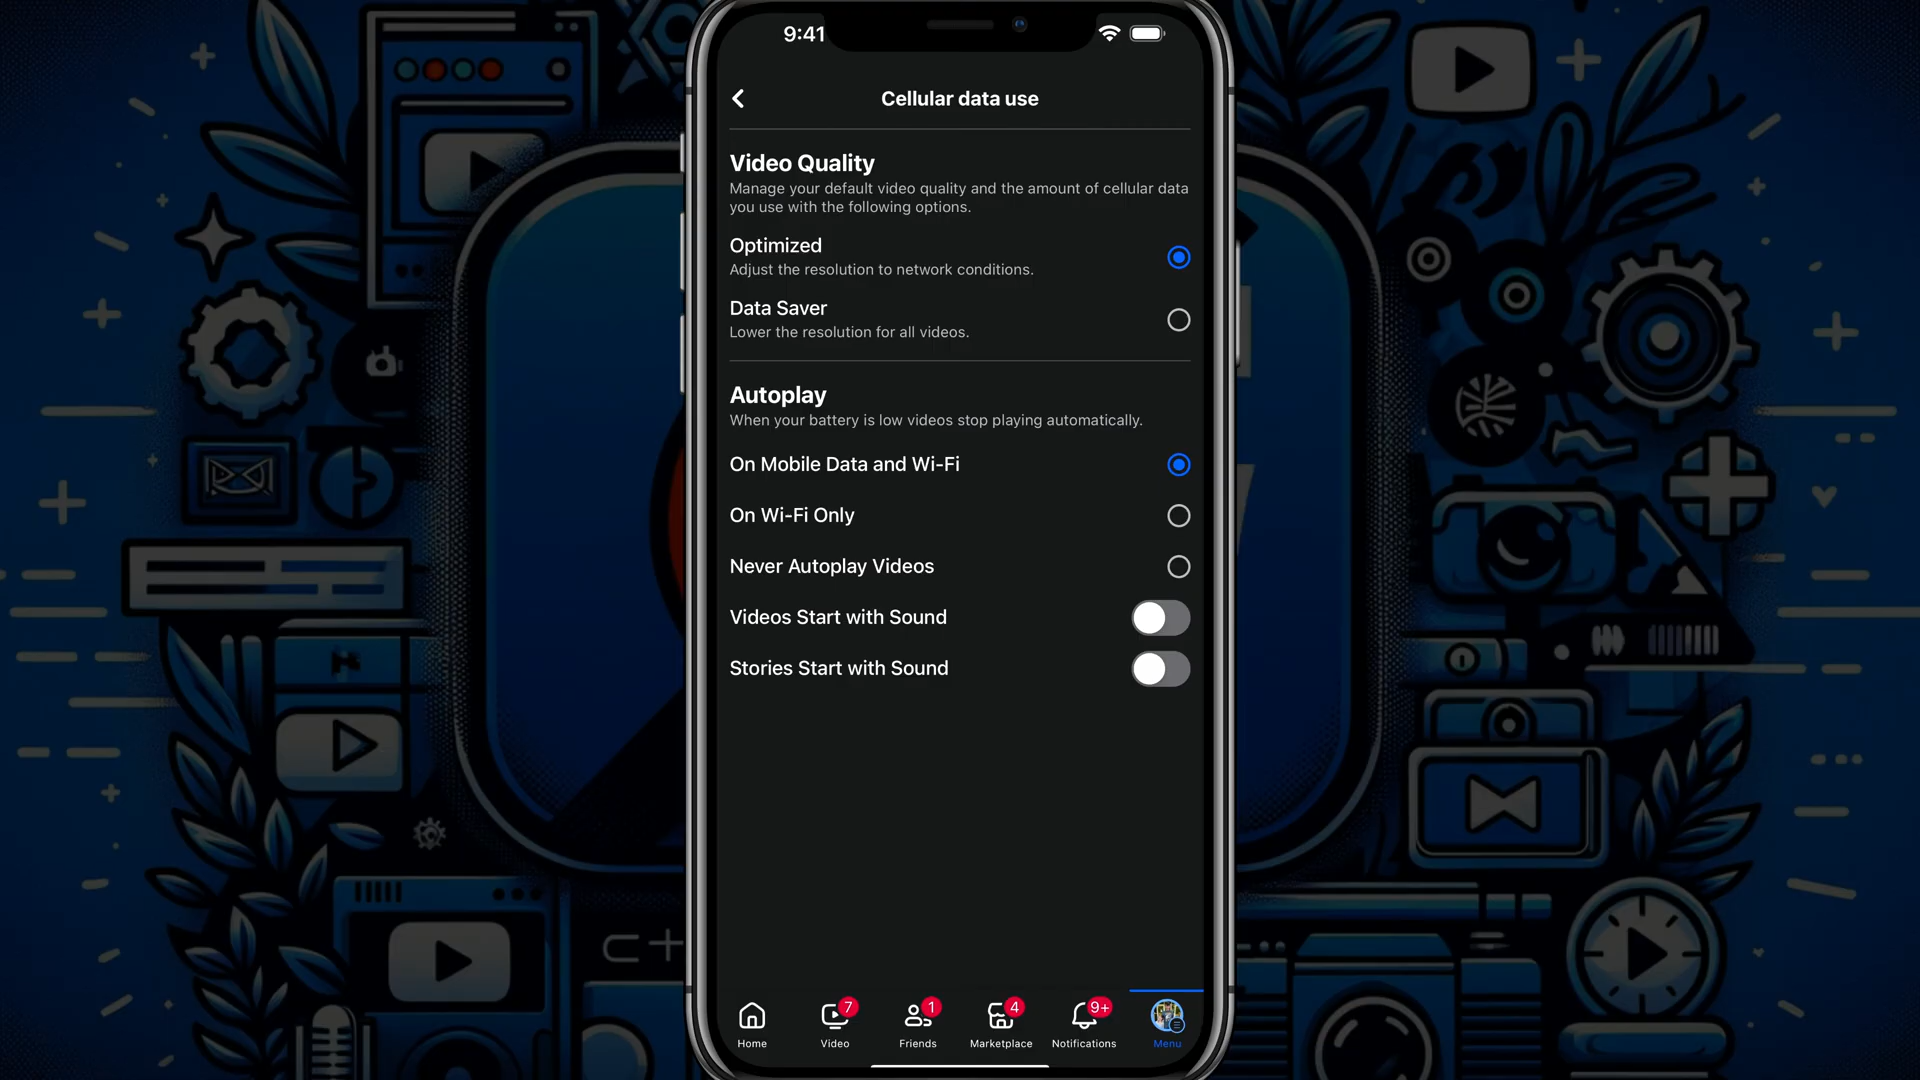 9:41
Cellular data use
Video Quality
Manage your default video quality and the amount of cellular data
you use with the following options.
Optimized
Adjust the resolution to network conditions.
Data Saver
Lower the resolution for all videos.
Autoplay
When your battery is low videos stop playing automatically.
On Mobile Data and Wi-Fi
On Wi-Fi Only
Never Autoplay Videos
Videos Start with Sound
Stories Start with Sound
7
1
4
9+
Home
Video
Friends
Marketplace
Notifications
Menu